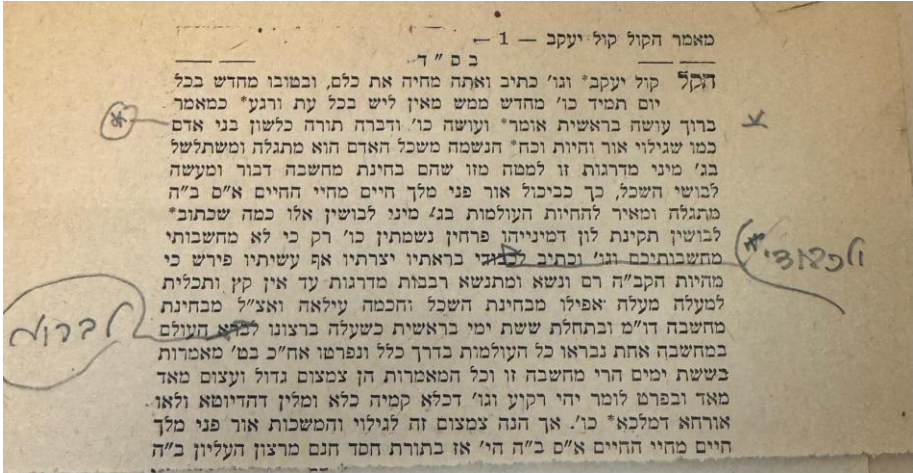 מאמר הקול קול יעקב — 1 —
בס״ד
הקל קול יעקב* וגו׳ כתיב ואתה מחיה את כלם, ובטובו מחדש בכל
יום תמיד כו׳ מחדש ממש מאין ליש בכל עת ורגע* כמאמר
ברוך עושה בראשית אומר* ועושה כו׳ ודברה תורה כלשון בני אדם
כמו שגילוי אור וחיות וכח* הנשמה משכל האדם הוא מתגלה ומשתלשל
בג׳ מיני מדרגות זו למטה מזו שהם בחינת מחשבה דבור ומעשה
לבושי השכל, כך כביכול אור פני מלך חיים מחיי החיים א״ס ב״ה
מתגלה ומאיר להחיות העולמות בג׳ מיני לבושין אלו כמה שכתוב*
לבושין תקינת לון דמינייהו פרחין נשמתין כו׳ רק כי לא מחשבותי
מחשבותיכם וגו׳ וכתיב לכבודי בראתיו יצרתיו אף עשיתיו פירש כי
ולכבודי
מהיות הקב״ה רם ונשא ומתנשא רבבות מדרגות עד אין קץ ותכלית
למעלה מעלה אפילו מבחינת השכל וחכמה עילאה ואצ״ל מבחינת
מחשבה דו״מ ובתחלת ששת ימי בראשית כשעלה ברצונו לברא העולם
לברוא
במחשבה אחת נבראו כל העולמות בדרך כלל ונפרטו אח״כ בט׳ מאמרות
בששת ימים הרי מחשבה זו וכל המאמרות הן צמצום גדול ועצום מאד
מאד ובפרט לומר יהי רקיע וגו׳ דכלא קמיה כלא ומלין דהדיוטא ולאו
אורחא דמלכא* כו׳. אך הנה צמצום זה לגילוי והמשכות אור פני מלך
חיים מחיי החיים א״ס ב״ה הי׳ אז בתורת חסד חנם מרצון העליון ב״ה